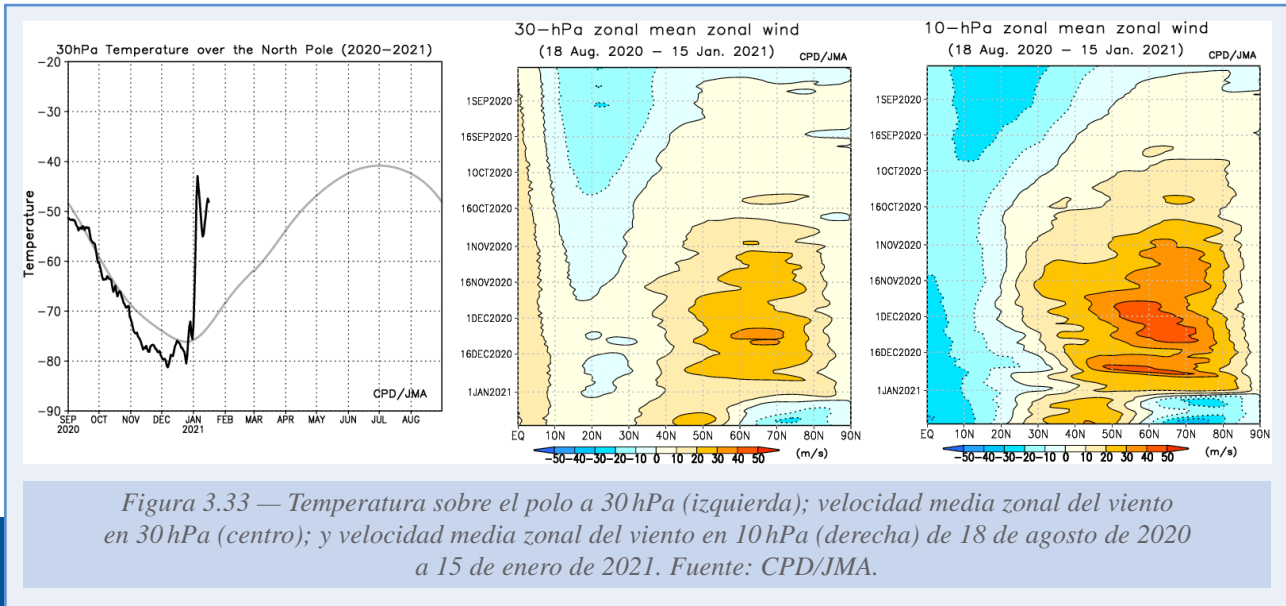 30hPa Temperature over the North Pole (2020-2021)
-20
-30
-40
-50
-60
-70
-80
-90
Temperature
CPD/JMA
SEP OCT NOV DEC JAN FEB MAR APR MAY JUN JUL AUG
2020 2021
30-hPa zonal mean zonal wind
(18 Aug. 2020 - 15 Jan. 2021)
CPD/JMA
1SEP2020
16SEP2020
10CT2020
160CT2020
1NOV2020
16NOV2020
1DEC2020
16DEC2020
1JAN2021
EQ 10N 20N 30N 40N 50N 60N 70N 80N 90N
-50-40-30-20-10 0 10 20 30 40 50 (m/s)
10-hPa zonal mean zonal wind
(18 Aug. 2020 - 15 Jan. 2021)
CPD/JMA
1SEP2020
16SEP2020
10CT2020
160CT2020
1NOV2020
16NOV2020
1DEC2020
16DEC2020
1JAN2021
EQ 10N 20N 30N 40N 50N 60N 70N 80N 90N
-50-40-30-20-10 0 10 20 30 40 50 (m/s)
Figura 3.33 — Temperatura sobre el polo a 30 hPa (izquierda); velocidad media zonal del viento
en 30 hPa (centro); y velocidad media zonal del viento en 10 hPa (derecha) de 18 de agosto de 2020
a 15 de enero de 2021. Fuente: CPD/JMA.